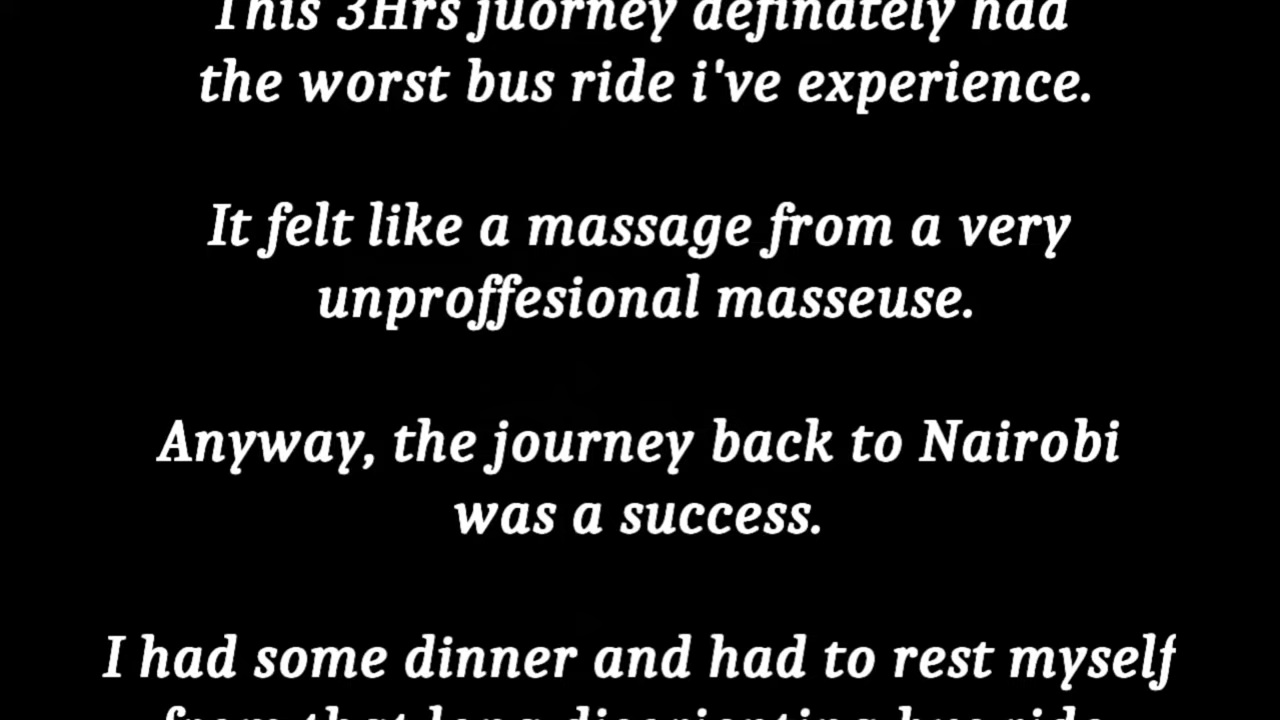 This 3Hrs juorney definately had
the worst bus ride i've experience.
It felt like a massage from a very
unproffesional masseuse.
Anyway, the journey back to Nairobi
was a success.
I had some dinner and had to rest myself
from that long disorienting bus ride